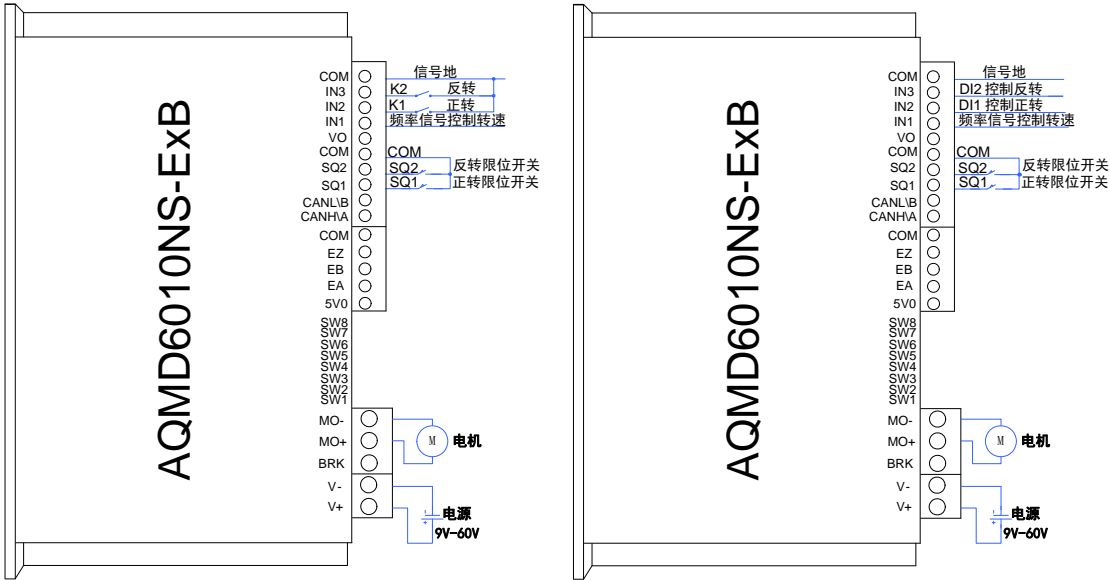 AQMD6010NS-ExB
COM 信号地
IN3 K2 反转
IN2 K1 正转
IN1 频率信号控制转速
VO
COM COM
SQ2 SQ2 反转限位开关
SQ1 SQ1 正转限位开关
CANL\B
CANH\A
COM
EZ
EB
EA
5V0
SW8
SW7
SW6
SW5
SW4
SW3
SW2
SW1
MO-
MO+ M 电机
BRK
V-
V+ 电源
9V-60V
AQMD6010NS-ExB
COM 信号地
IN3 DI2 控制反转
IN2 DI1 控制正转
IN1 频率信号控制转速
VO
COM COM
SQ2 SQ2 反转限位开关
SQ1 SQ1 正转限位开关
CANL\B
CANH\A
COM
EZ
EB
EA
5V0
SW8
SW7
SW6
SW5
SW4
SW3
SW2
SW1
MO-
MO+ M 电机
BRK
V-
V+ 电源
9V-60V